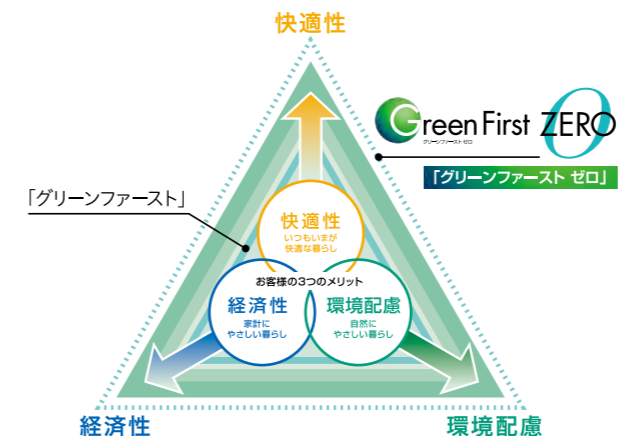 快適性
Green First ZERO
グリーンファースト ゼロ
「グリーンファースト ゼロ」
「グリーンファースト」
快適性
いつもいまが
快適な暮らし
お客様の3つのメリット
経済性
家計に
やさしい暮らし
環境配慮
自然に
やさしい暮らし
経済性
環境配慮